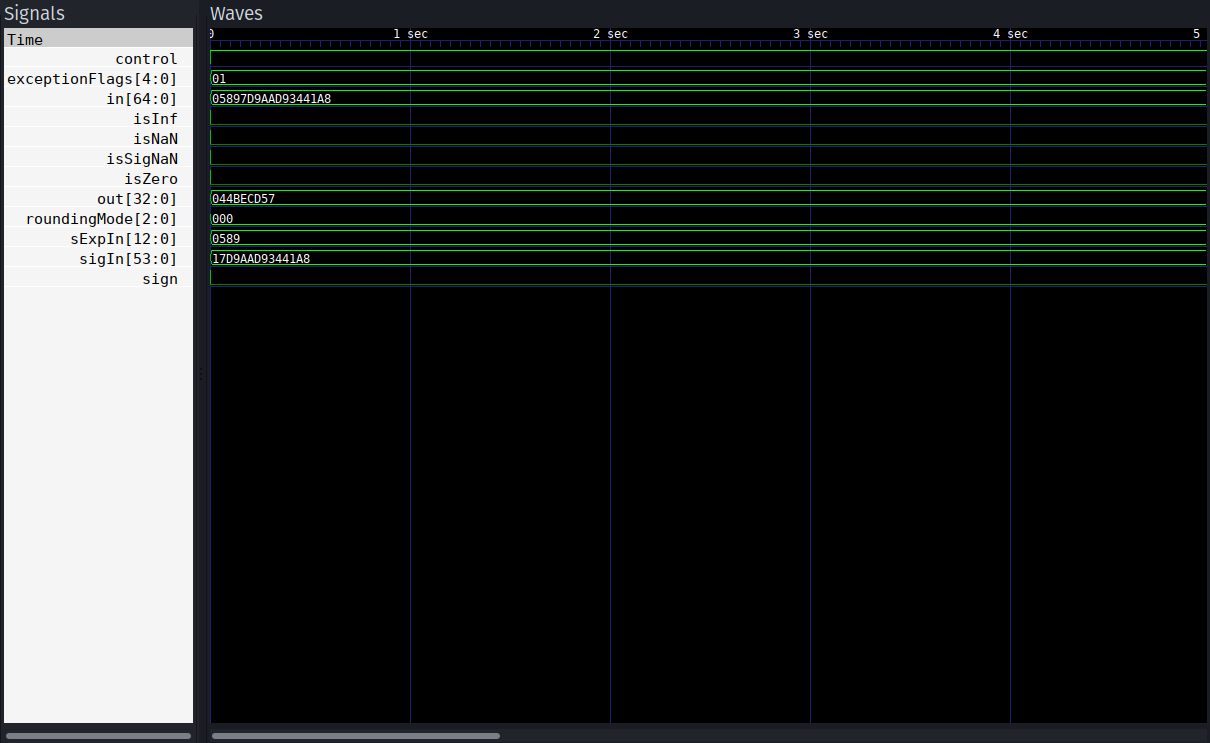 Signals
Waves
Time
0
1 sec
2 sec
3 sec
4 sec
5
control
exceptionFlags[4:0]
01
in[64:0]
05897D9AAD93441A8
isInf
isNaN
isSigNaN
isZero
out[32:0]
044BECD57
roundingMode[2:0]
000
sExpIn[12:0]
0589
sigIn[53:0]
17D9AAD93441A8
sign